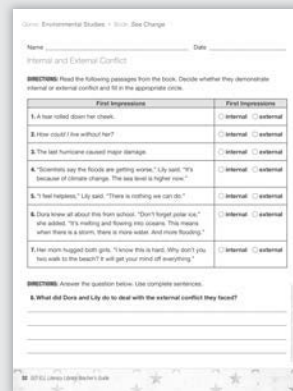 Genre: Environmental Studies • Book: Sea Change
Name Date
Internal and External Conflict
DIRECTIONS: Read the following passages from the book. Decide whether they demonstrate
internal or external conflict and fill in the appropriate circle.
First Impressions First Impressions
1. A tear rolled down her cheek. internal external
2. How could I live without her? internal external
3. The last hurricane caused major damage. internal external
4. "Scientists say the floods are getting worse," Lily said. "It's internal external
because of climate change. The sea level is higher now."
5. "I feel helpless," Lily said. "There is nothing we can do." internal external
6. Dora knew all about this from school. "Don't forget polar ice," internal external
she added. "It's melting and flowing into oceans. This means
when there is a storm, there is more water. And more flooding."
7. Her mom hugged both girls. "I know this is hard. Why don't you internal external
two walk to the beach? It will get your mind off everything."
DIRECTIONS: Answer the question below. Use complete sentences.
8. What did Dora and Lily do to deal with the external conflict they faced?
Literacy Library Teacher's Guide